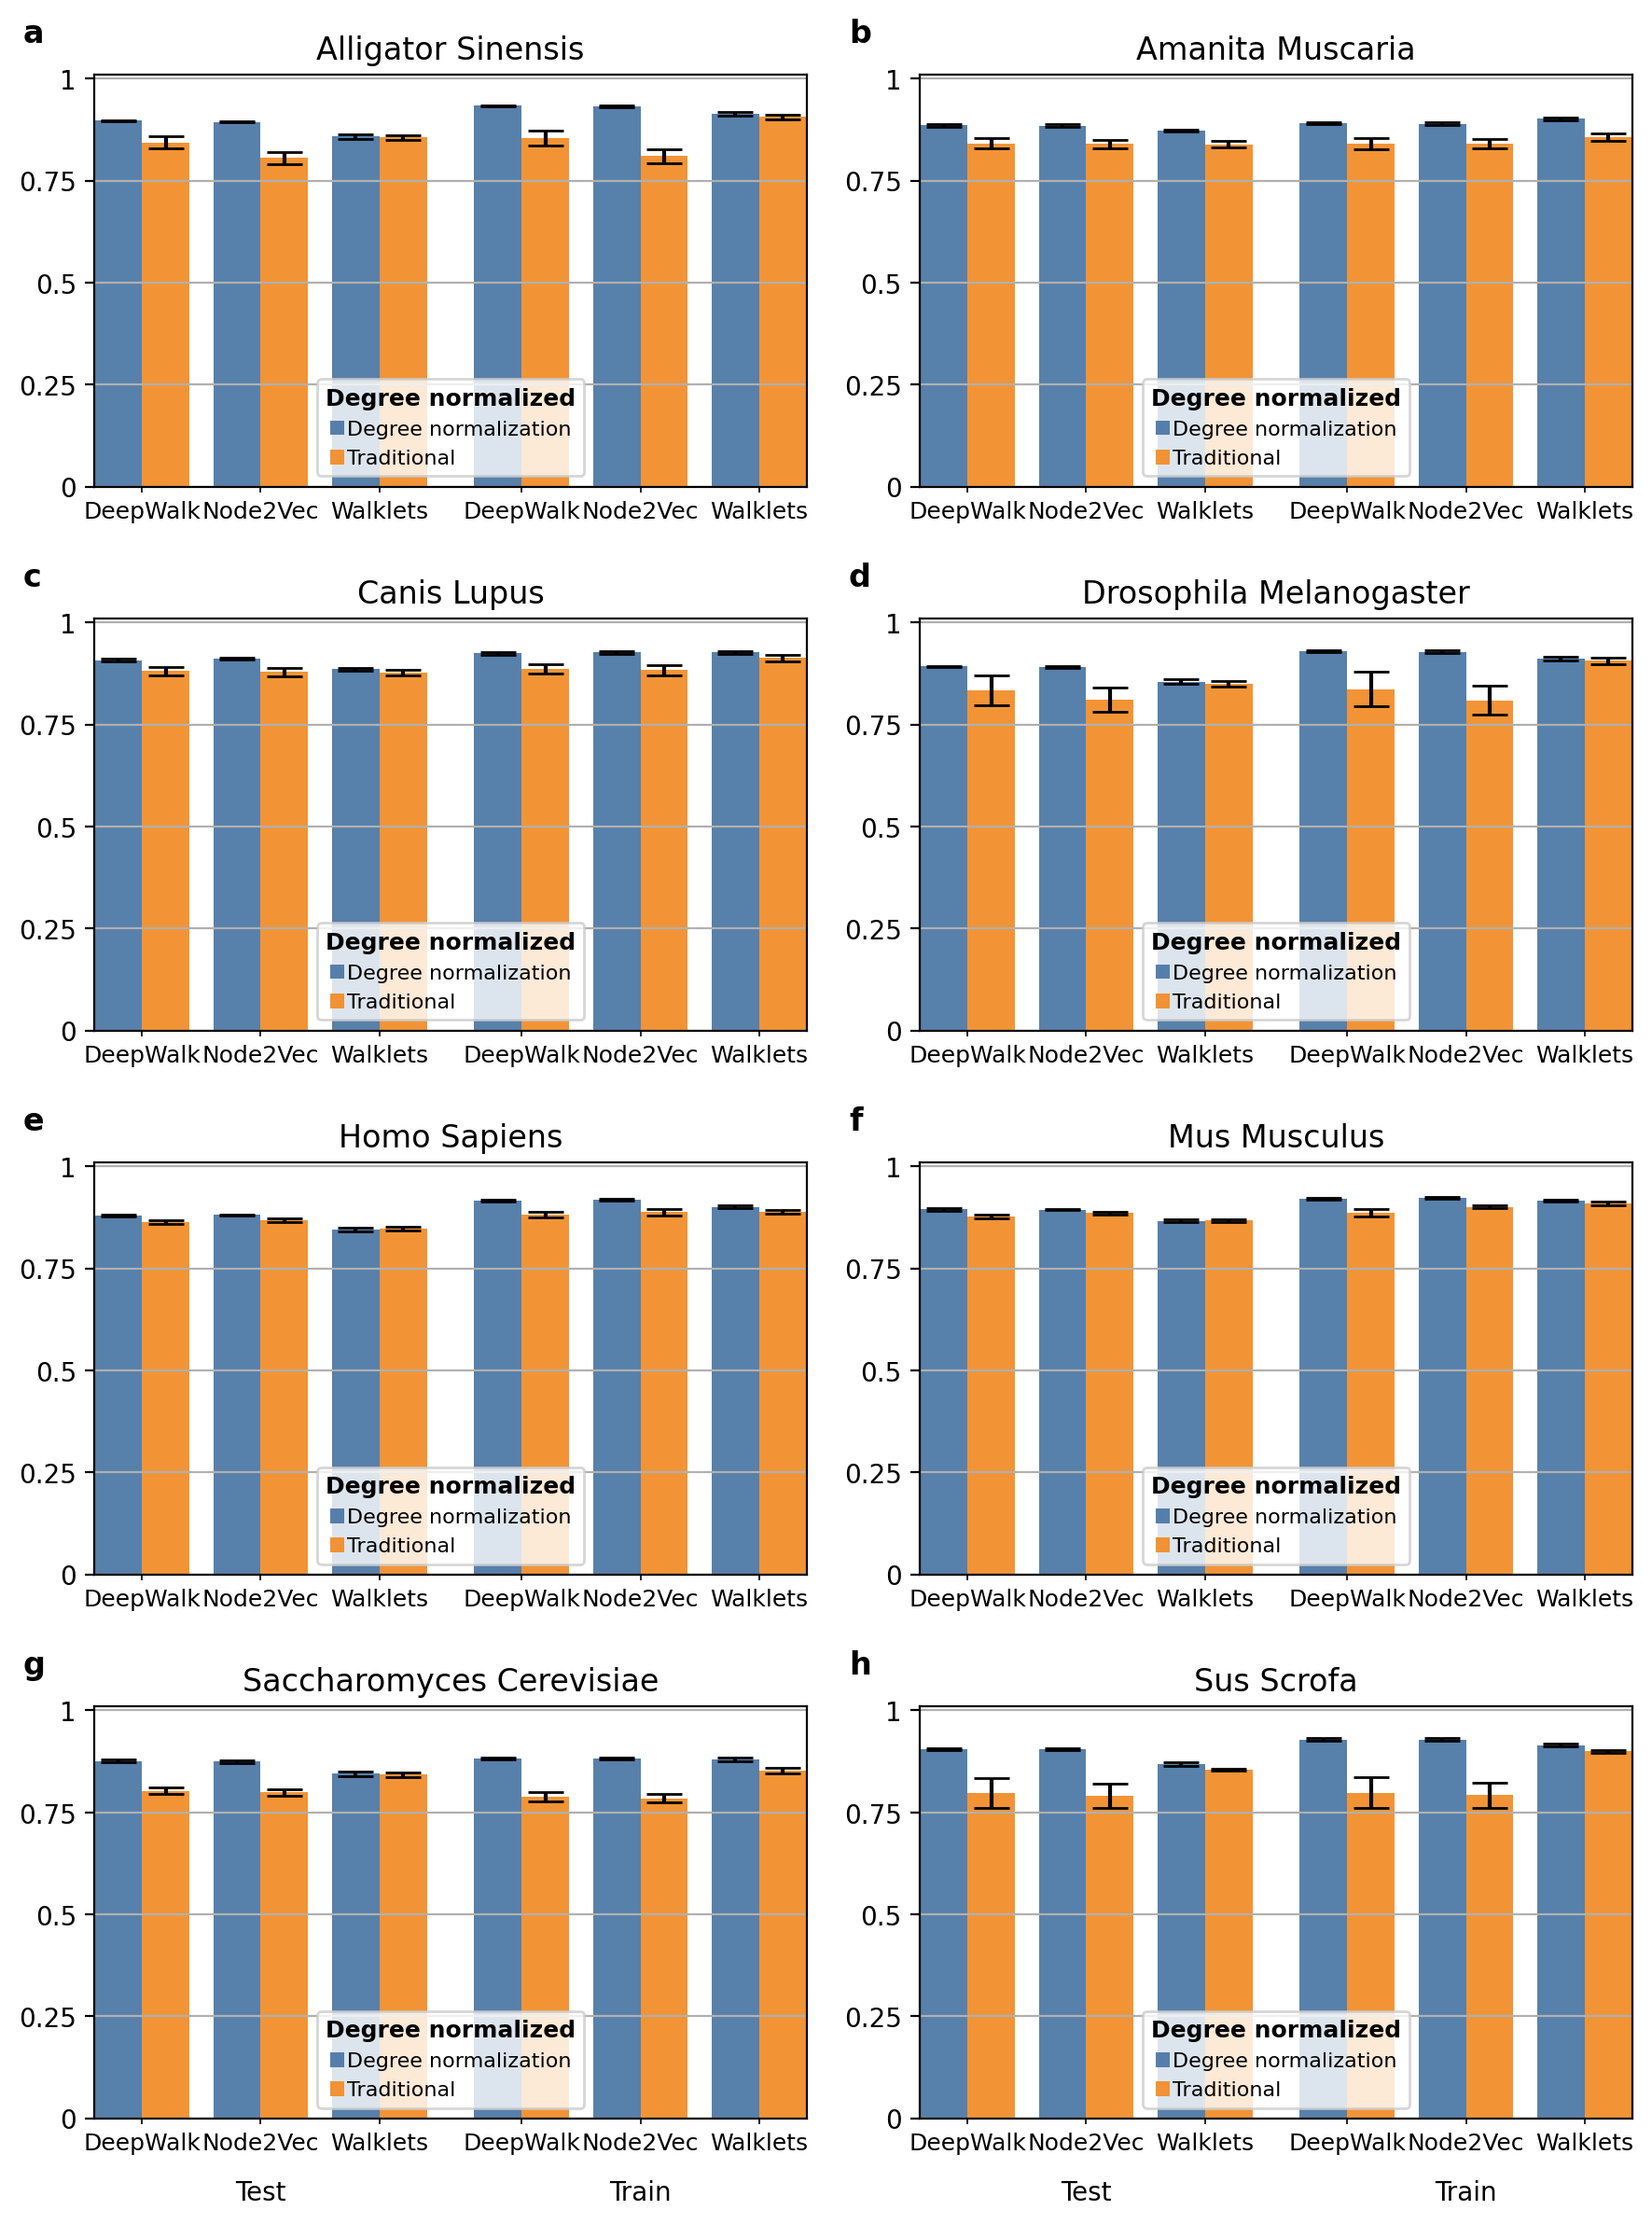 a
Alligator Sinensis
1
0.75
0.5
0.25
0
Degree normalized
Degree normalization
Traditional
DeepWalk Node2Vec Walklets DeepWalk Node2Vec Walklets
b
Amanita Muscaria
1
0.75
0.5
0.25
0
Degree normalized
Degree normalization
Traditional
DeepWalk Node2Vec Walklets DeepWalk Node2Vec Walklets
c
Canis Lupus
1
0.75
0.5
0.25
0
Degree normalized
Degree normalization
Traditional
DeepWalk Node2Vec Walklets DeepWalk Node2Vec Walklets
d
Drosophila Melanogaster
1
0.75
0.5
0.25
0
Degree normalized
Degree normalization
Traditional
DeepWalk Node2Vec Walklets DeepWalk Node2Vec Walklets
e
Homo Sapiens
1
0.75
0.5
0.25
0
Degree normalized
Degree normalization
Traditional
DeepWalk Node2Vec Walklets DeepWalk Node2Vec Walklets
f
Mus Musculus
1
0.75
0.5
0.25
0
Degree normalized
Degree normalization
Traditional
DeepWalk Node2Vec Walklets DeepWalk Node2Vec Walklets
g
Saccharomyces Cerevisiae
1
0.75
0.5
0.25
0
Degree normalized
Degree normalization
Traditional
DeepWalk Node2Vec Walklets DeepWalk Node2Vec Walklets
Test Train
h
Sus Scrofa
1
0.75
0.5
0.25
0
Degree normalized
Degree normalization
Traditional
DeepWalk Node2Vec Walklets DeepWalk Node2Vec Walklets
Test Train